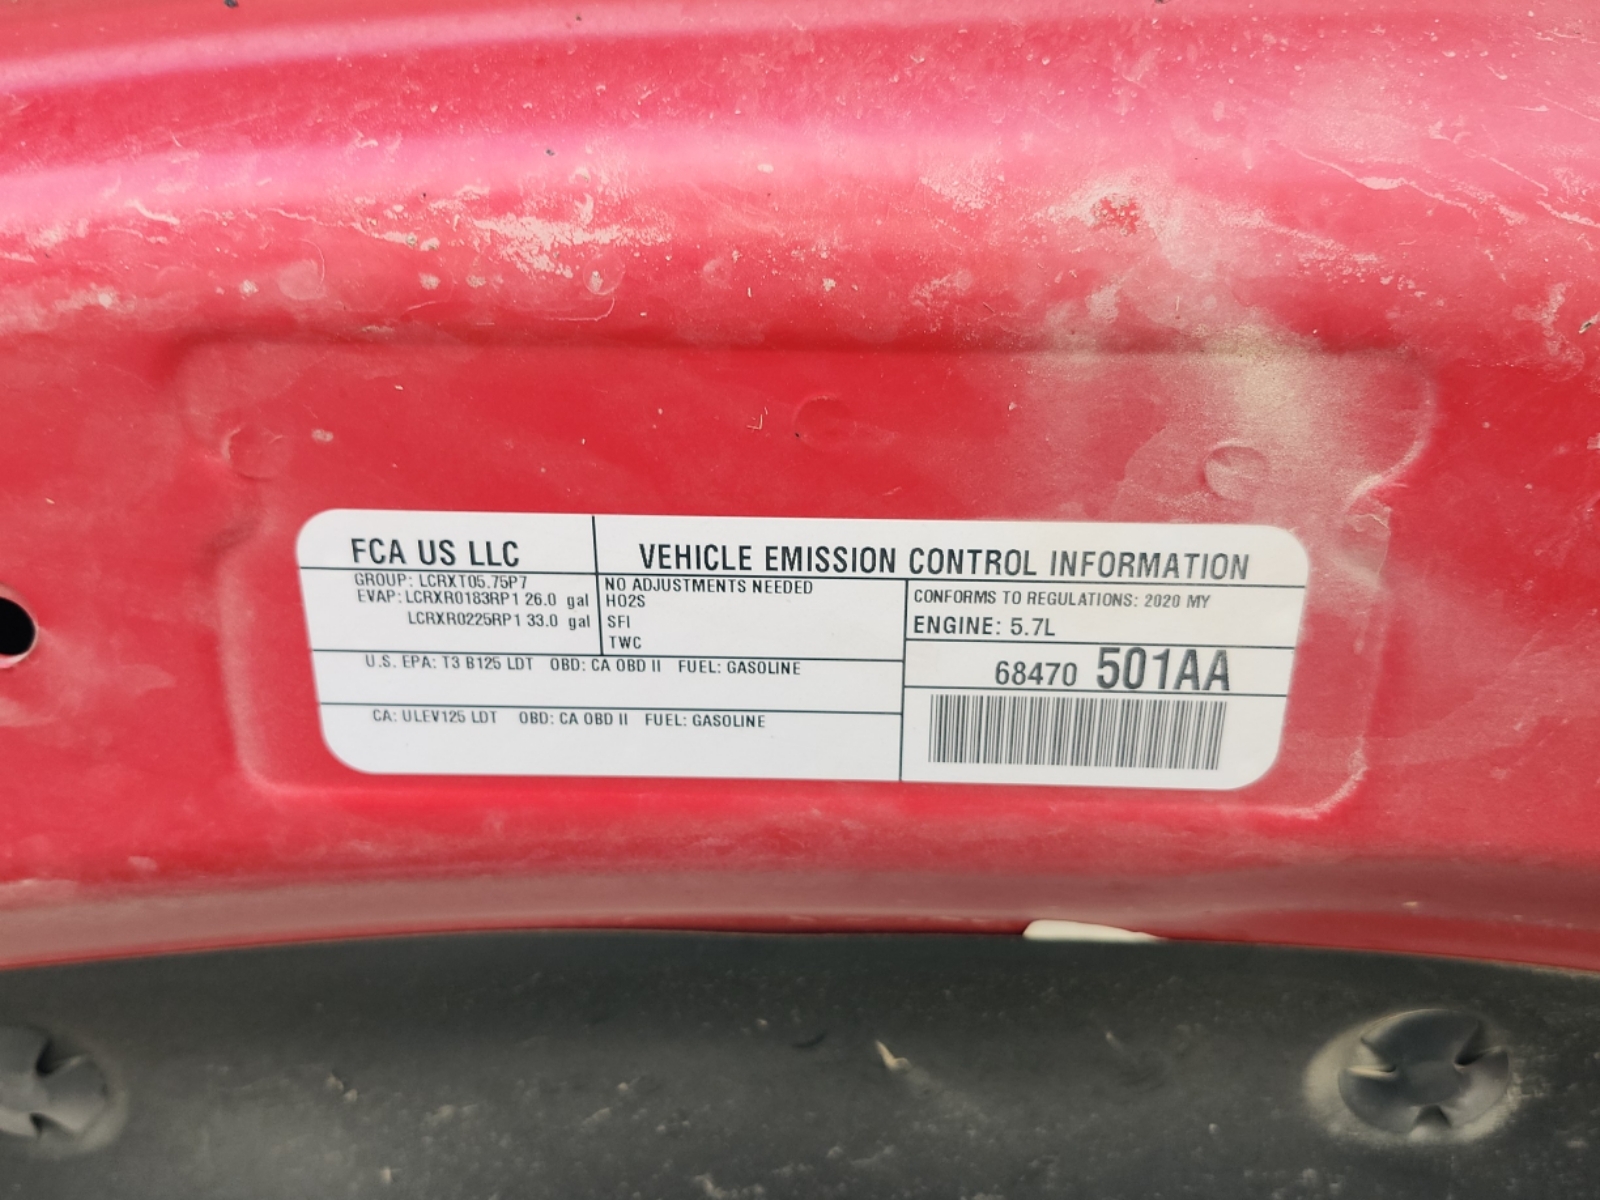 FCA US LLC
VEHICLE EMISSION CONTROL INFORMATION
GROUP: LCRXT05.75P7
EVAP: LCRXR0183RP1 26.0 gal
LCRXR0225RP1 33.0 gal
NO ADJUSTMENTS NEEDED
HO2S
SFI
TWC
CONFORMS TO REGULATIONS: 2020 MY
ENGINE: 5.7L
U.S. EPA: T3 B125 LDT OBD: CA OBD II FUEL: GASOLINE
68470 501AA
CA: ULEV125 LDT OBD: CA OBD II FUEL: GASOLINE